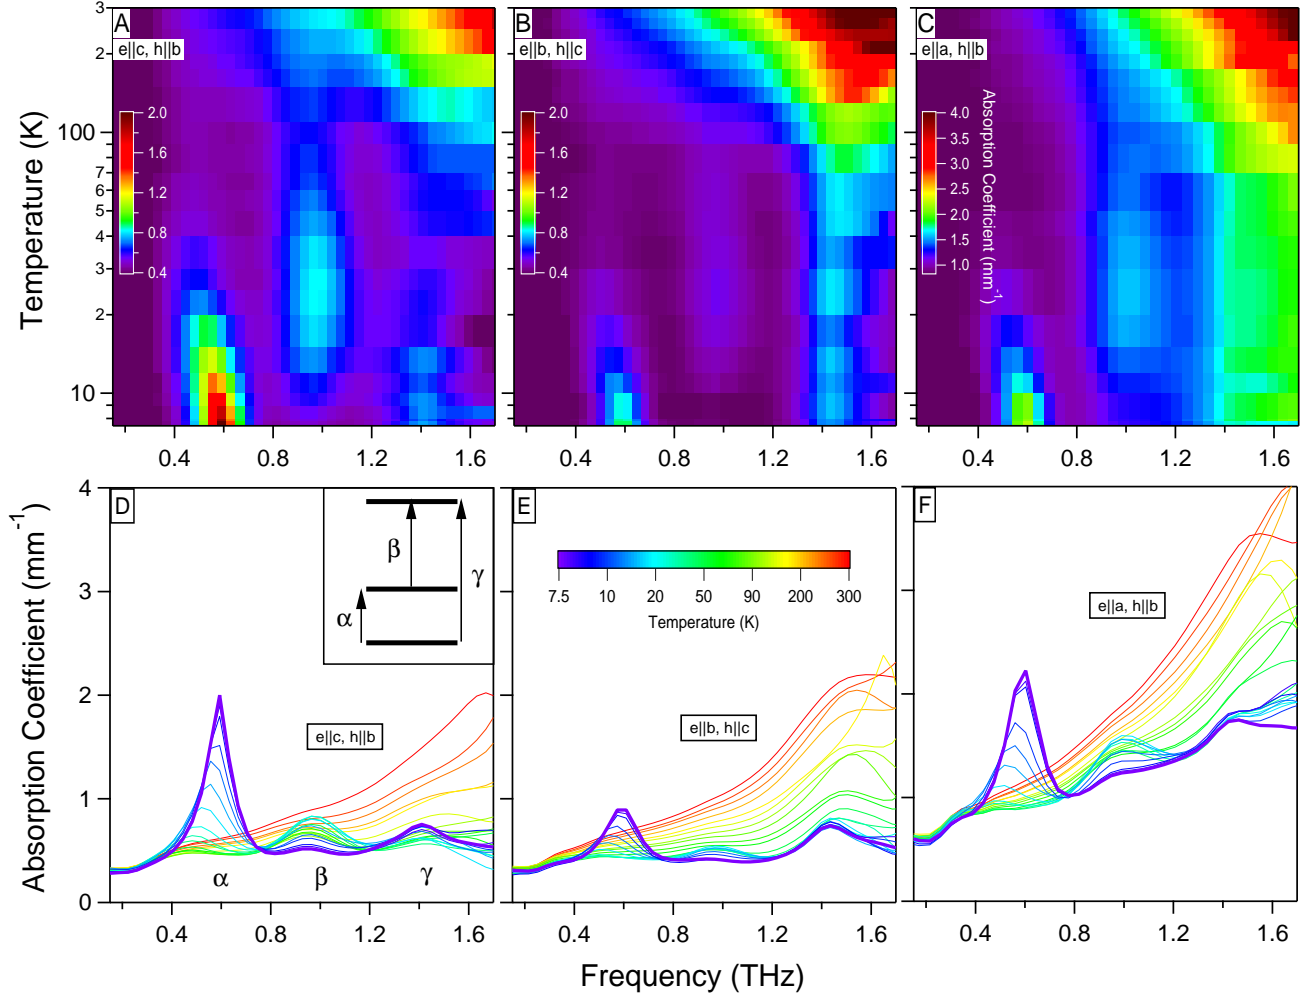 A
e||c, h||b
B
e||b, h||c
C
e||a, h||b
Temperature (K)
3
2
100
8
6
5
4
3
2
10
8
2.0
1.6
1.2
0.8
0.4
2.0
1.6
1.2
0.8
0.4
4.0
3.5
3.0
2.5
2.0
1.5
1.0
Absorption Coefficient (mm⁻¹)
0.4 0.8 1.2 1.6
0.4 0.8 1.2 1.6
0.4 0.8 1.2 1.6
Absorption Coefficient (mm⁻¹)
4
3
2
1
0
D
β
γ
α
e||c, h||b
α β γ
E
7.5 10 20 50 90 200 300
Temperature (K)
e||b, h||c
F
e||a, h||b
0.4 0.8 1.2 1.6
0.4 0.8 1.2 1.6
0.4 0.8 1.2 1.6
Frequency (THz)